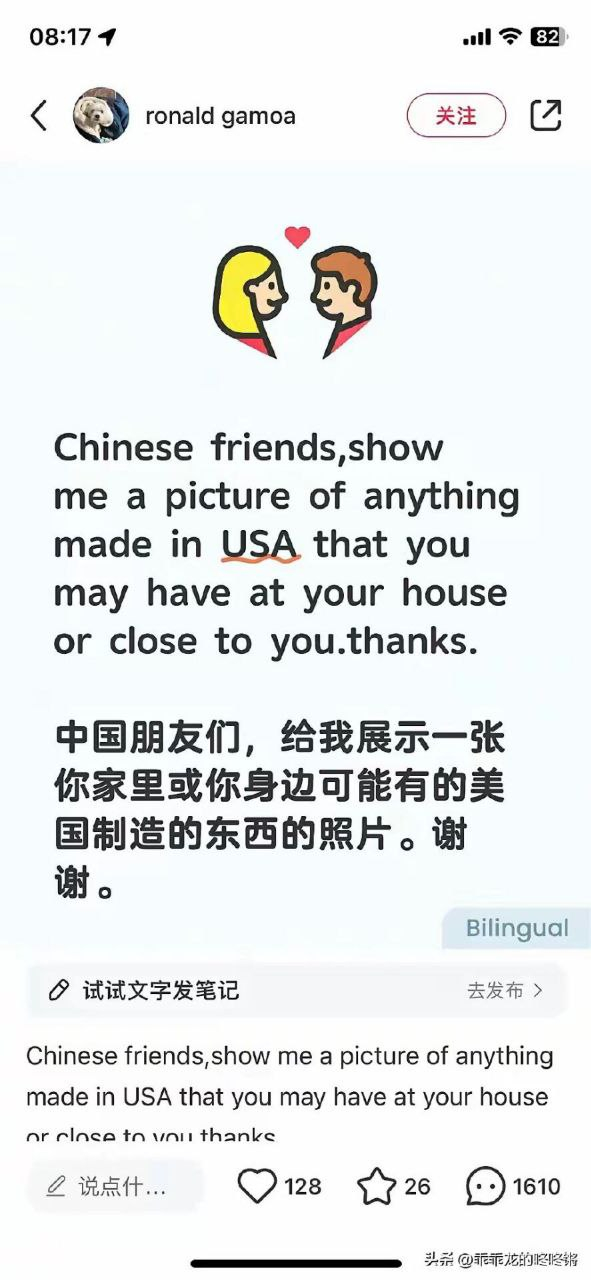 08:17
82
ronald gamoa
关注
Chinese friends,show
me a picture of anything
made in USA that you
may have at your house
or close to you.thanks.
中国朋友们，给我展示一张
你家里或你身边可能有的美
国制造的东西的照片。谢
谢。
Bilingual
试试文字发笔记
去发布
Chinese friends,show me a picture of anything
made in USA that you may have at your house
or close to you.thanks.
说点什...
128
26
1610
头条 @乖乖龙的咚咚锵